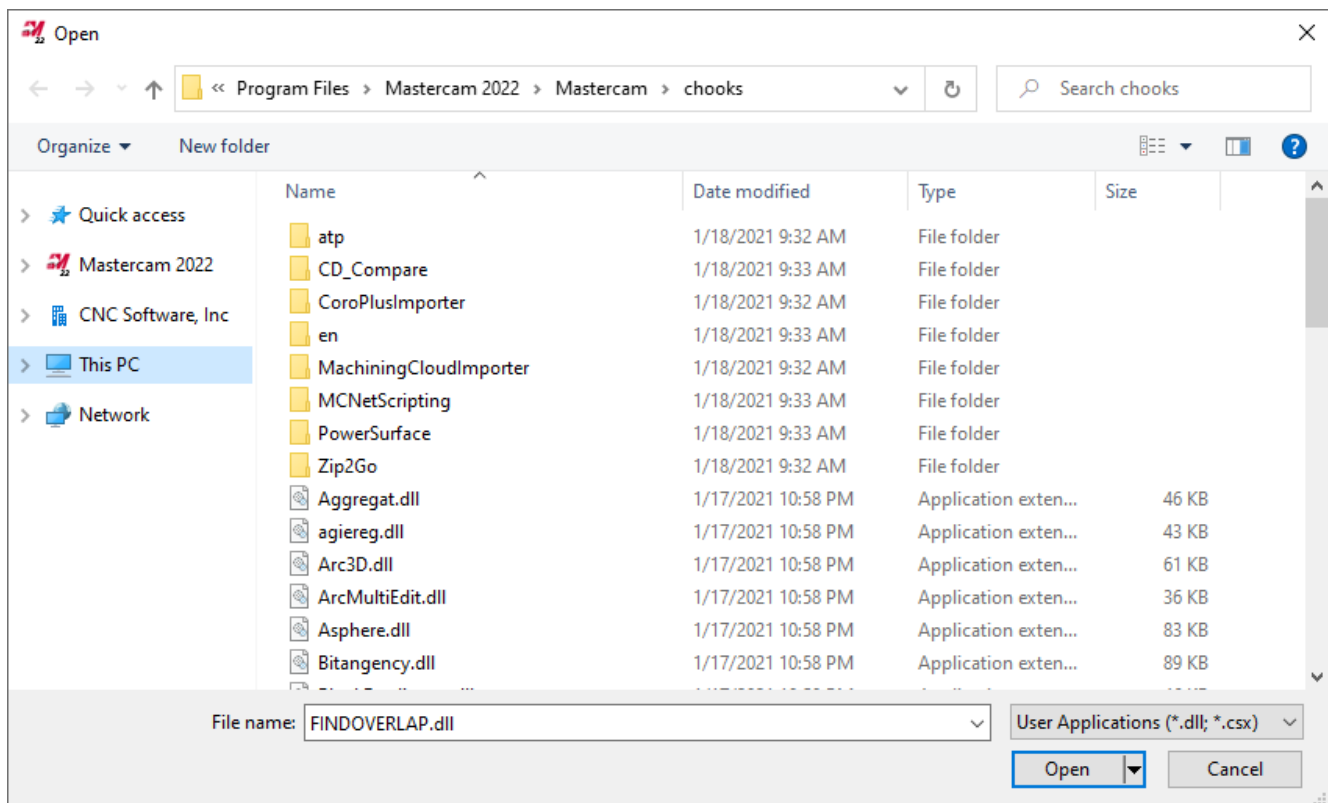 22 Open
« Program Files > Mastercam 2022 > Mastercam > chooks Search chooks
Organize New folder ?
Name Date modified Type Size
Quick access
Mastercam 2022
CNC Software, Inc
This PC
Network
atp 1/18/2021 9:32 AM File folder
CD_Compare 1/18/2021 9:33 AM File folder
CoroPlusImporter 1/18/2021 9:32 AM File folder
en 1/18/2021 9:33 AM File folder
MachiningCloudImporter 1/18/2021 9:32 AM File folder
MCNetScripting 1/18/2021 9:33 AM File folder
PowerSurface 1/18/2021 9:33 AM File folder
Zip2Go 1/18/2021 9:32 AM File folder
Aggregat.dll 1/17/2021 10:58 PM Application exten... 46 KB
agiereg.dll 1/17/2021 10:58 PM Application exten... 43 KB
Arc3D.dll 1/17/2021 10:58 PM Application exten... 61 KB
ArcMultiEdit.dll 1/17/2021 10:58 PM Application exten... 36 KB
Asphere.dll 1/17/2021 10:58 PM Application exten... 83 KB
Bitangency.dll 1/17/2021 10:58 PM Application exten... 89 KB
File name: FINDOVERLAP.dll User Applications (*.dll; *.csx)
Open Cancel